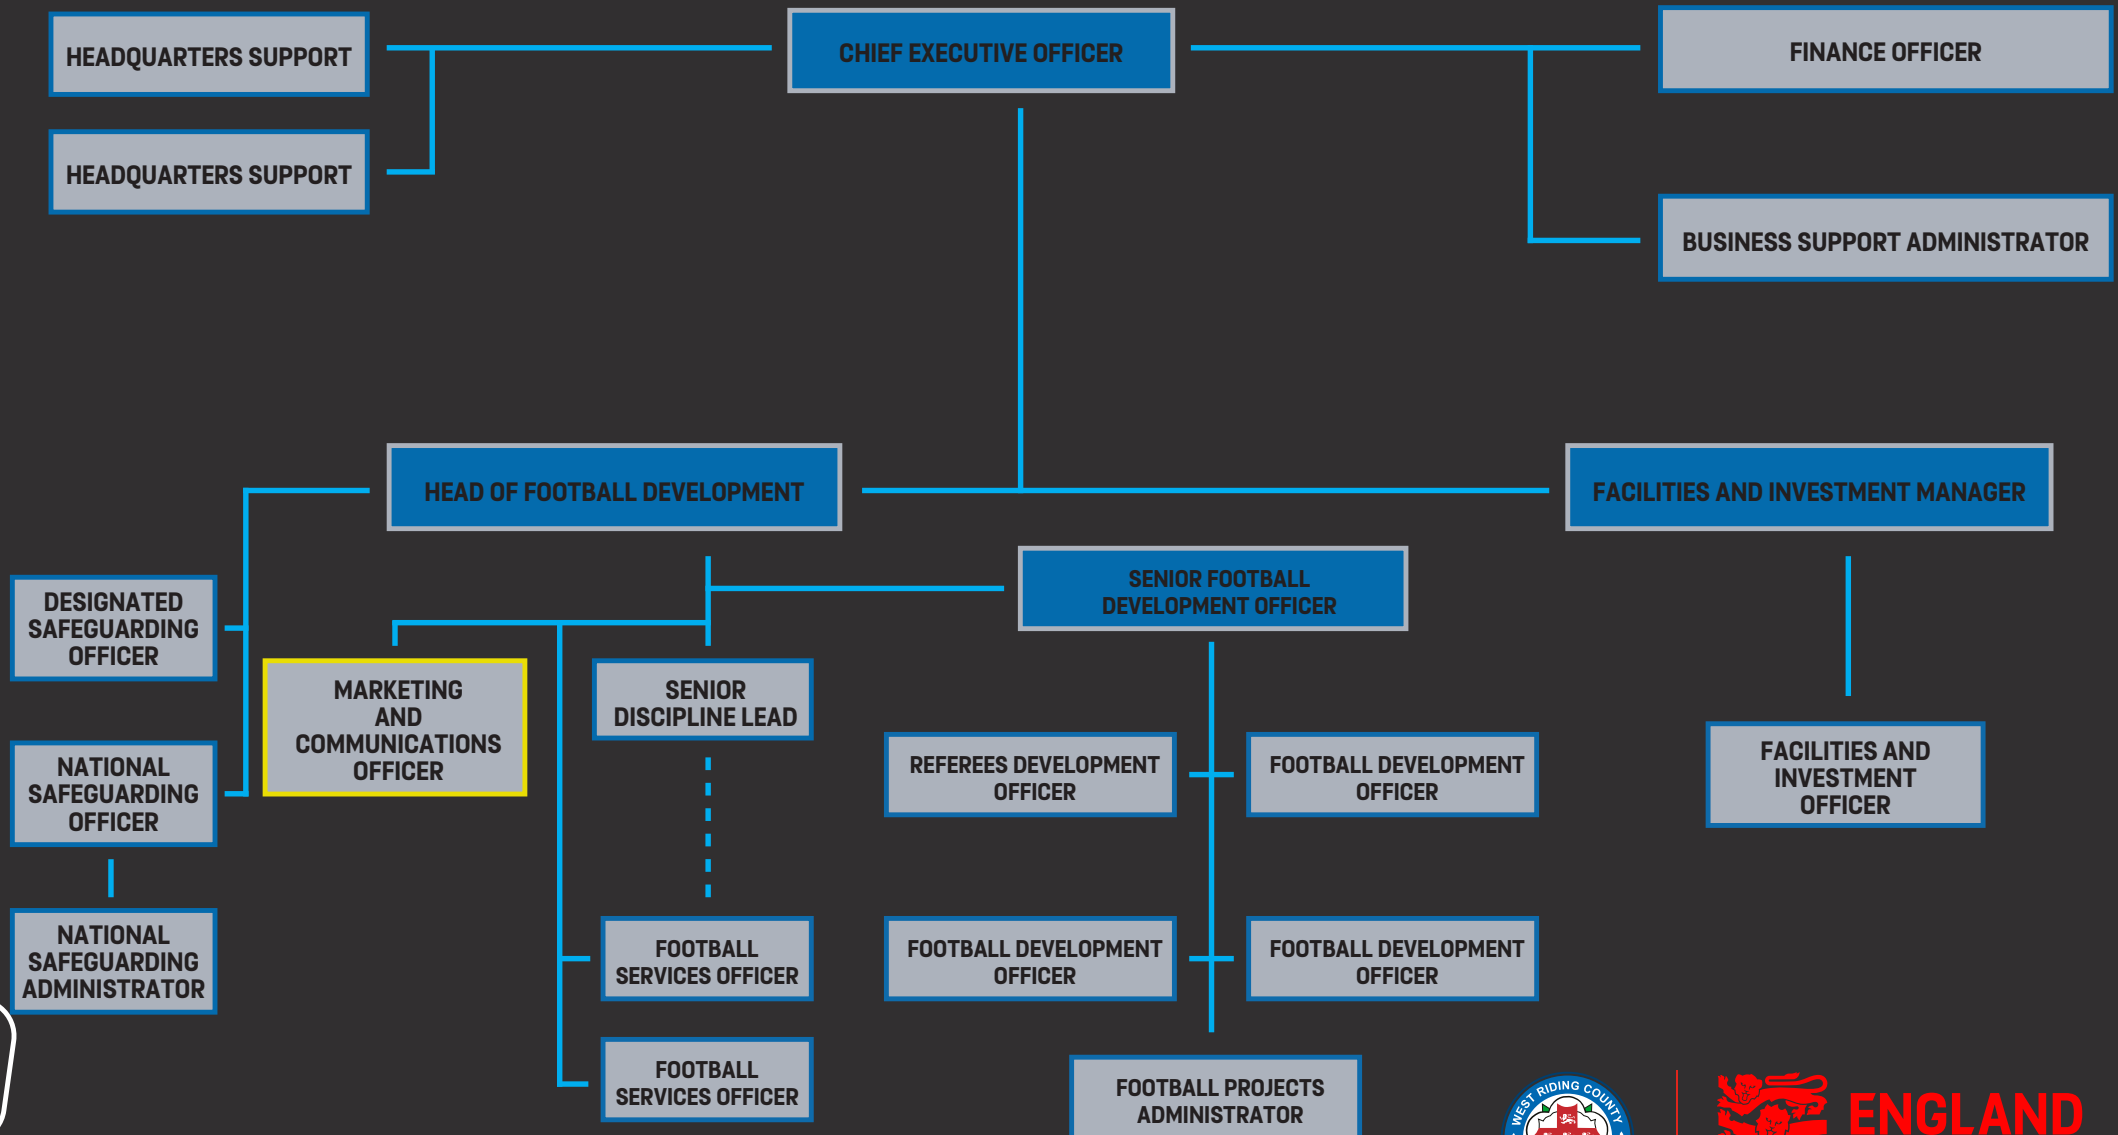 HEADQUARTERS SUPPORT
CHIEF EXECUTIVE OFFICER
FINANCE OFFICER
HEADQUARTERS SUPPORT
BUSINESS SUPPORT ADMINISTRATOR
HEAD OF FOOTBALL DEVELOPMENT
FACILITIES AND INVESTMENT MANAGER
SENIOR FOOTBALL
DEVELOPMENT OFFICER
DESIGNATED
SAFEGUARDING
OFFICER
MARKETING
AND
COMMUNICATIONS
OFFICER
SENIOR
DISCIPLINE LEAD
NATIONAL
SAFEGUARDING
OFFICER
REFEREES DEVELOPMENT
OFFICER
FOOTBALL DEVELOPMENT
OFFICER
FACILITIES AND
INVESTMENT
OFFICER
NATIONAL
SAFEGUARDING
ADMINISTRATOR
FOOTBALL
SERVICES OFFICER
FOOTBALL DEVELOPMENT
OFFICER
FOOTBALL DEVELOPMENT
OFFICER
FOOTBALL
SERVICES OFFICER
FOOTBALL PROJECTS
ADMINISTRATOR
WEST RIDING COUNTY
ENGLAND